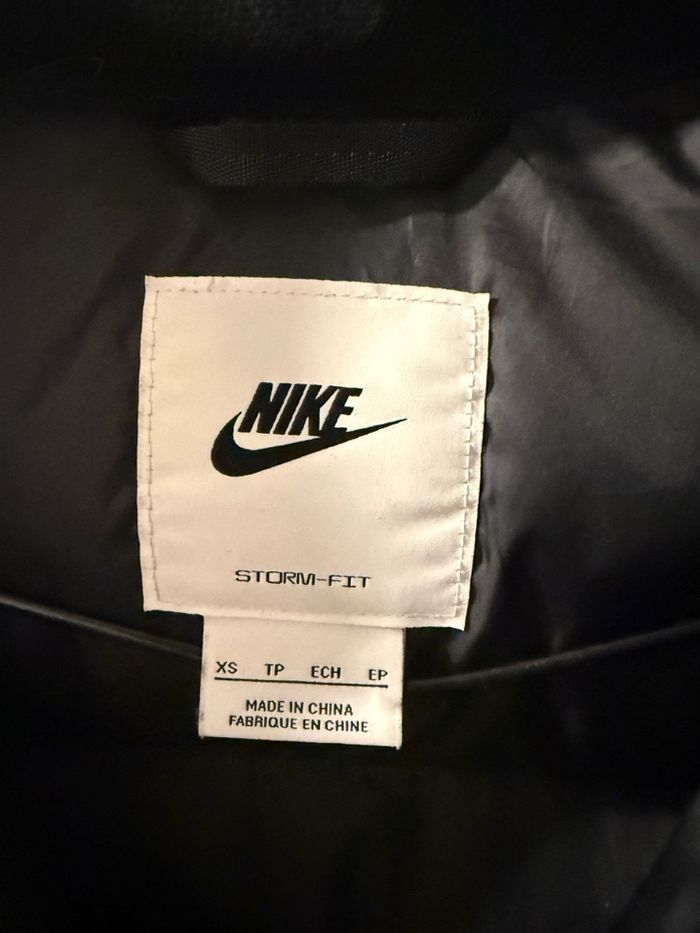 NIKE
STORM-FIT
XS TP ECH EP
MADE IN CHINA
FABRIQUE EN CHINE